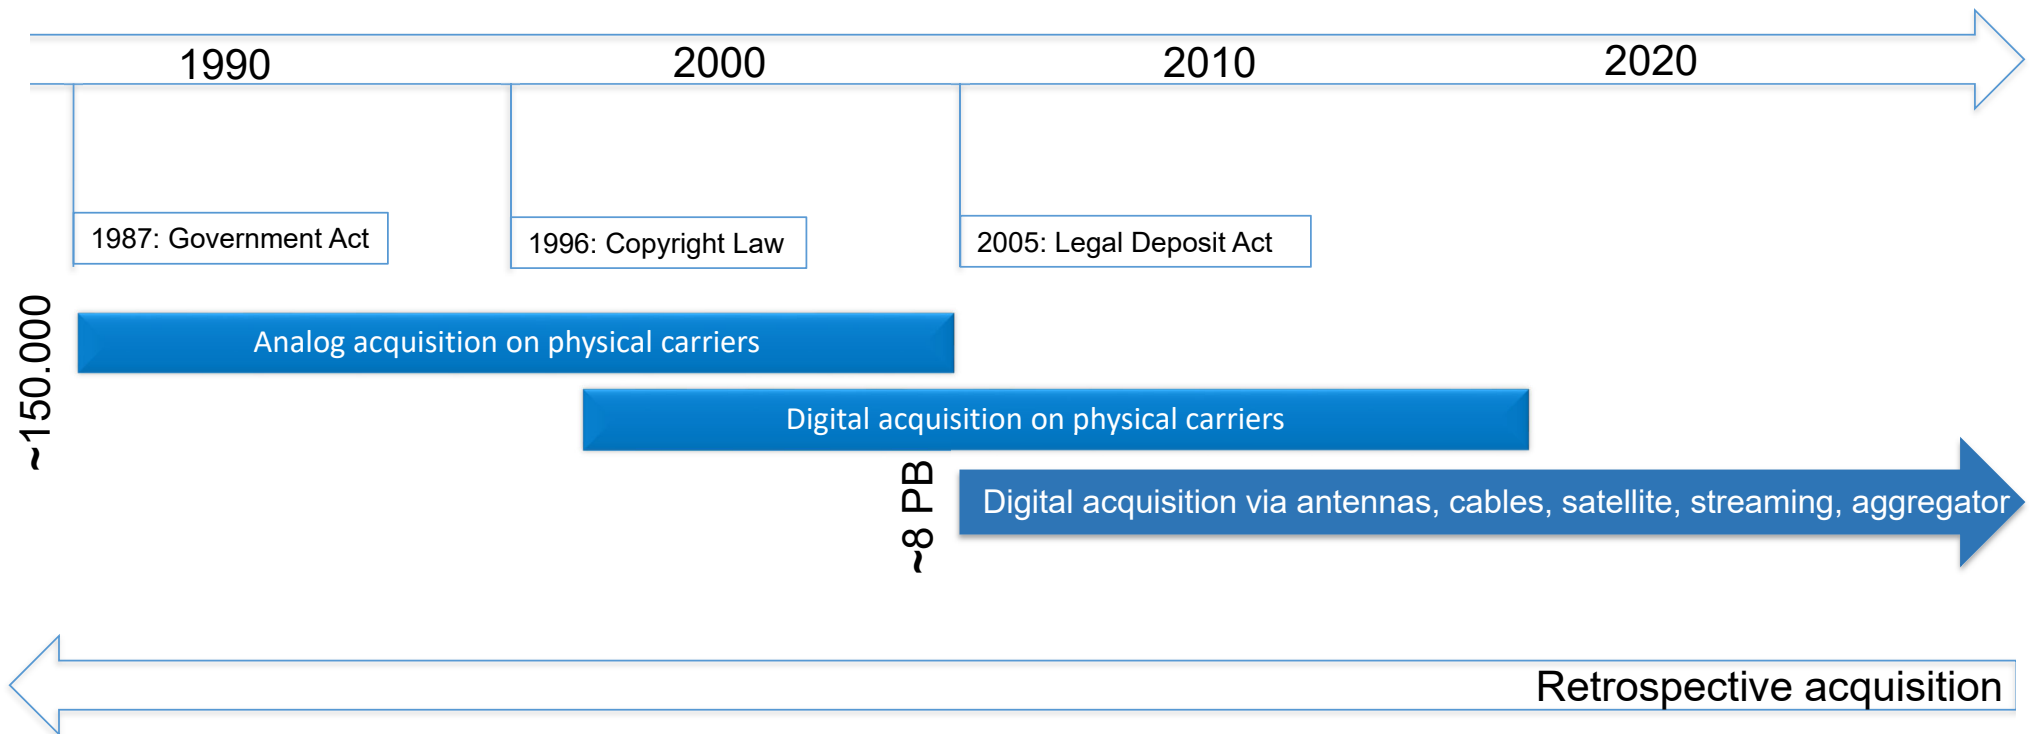 1990
2000
2010
2020
1987: Government Act
1996: Copyright Law
2005: Legal Deposit Act
~150.000
Analog acquisition on physical carriers
Digital acquisition on physical carriers
~8 PB
Digital acquisition via antennas, cables, satellite, streaming, aggregator
Retrospective acquisition